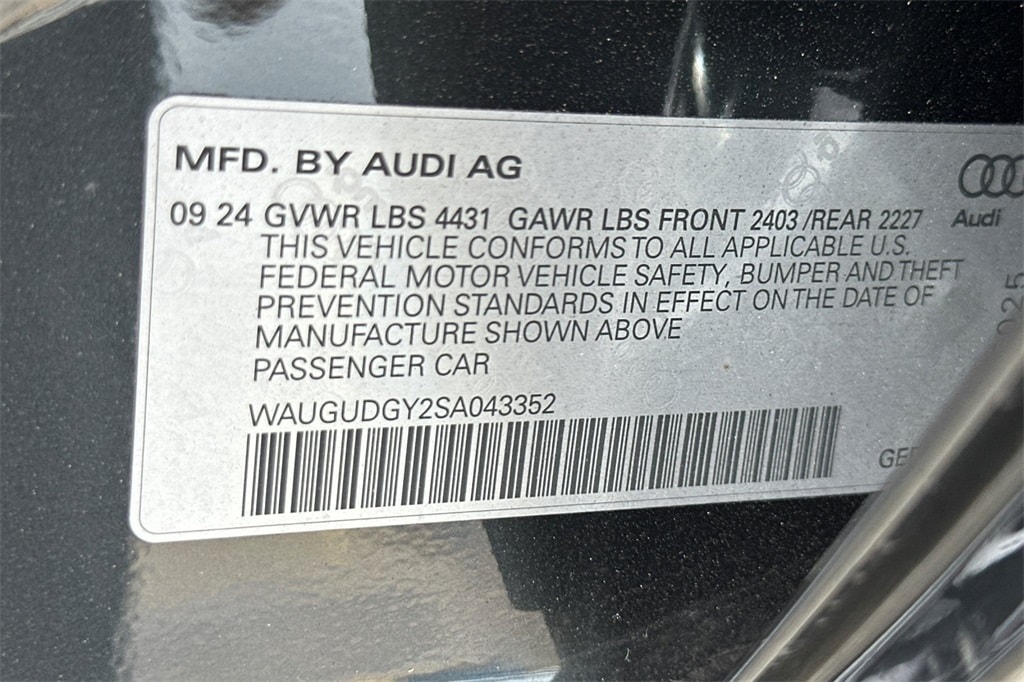 MFD. BY AUDI AG
09 24 GVWR LBS 4431 GAWR LBS FRONT 2403 /REAR 2227
Audi
THIS VEHICLE CONFORMS TO ALL APPLICABLE U.S.
FEDERAL MOTOR VEHICLE SAFETY, BUMPER AND THEFT
PREVENTION STANDARDS IN EFFECT ON THE DATE OF
MANUFACTURE SHOWN ABOVE
PASSENGER CAR
WAUGUDGY2SA043352